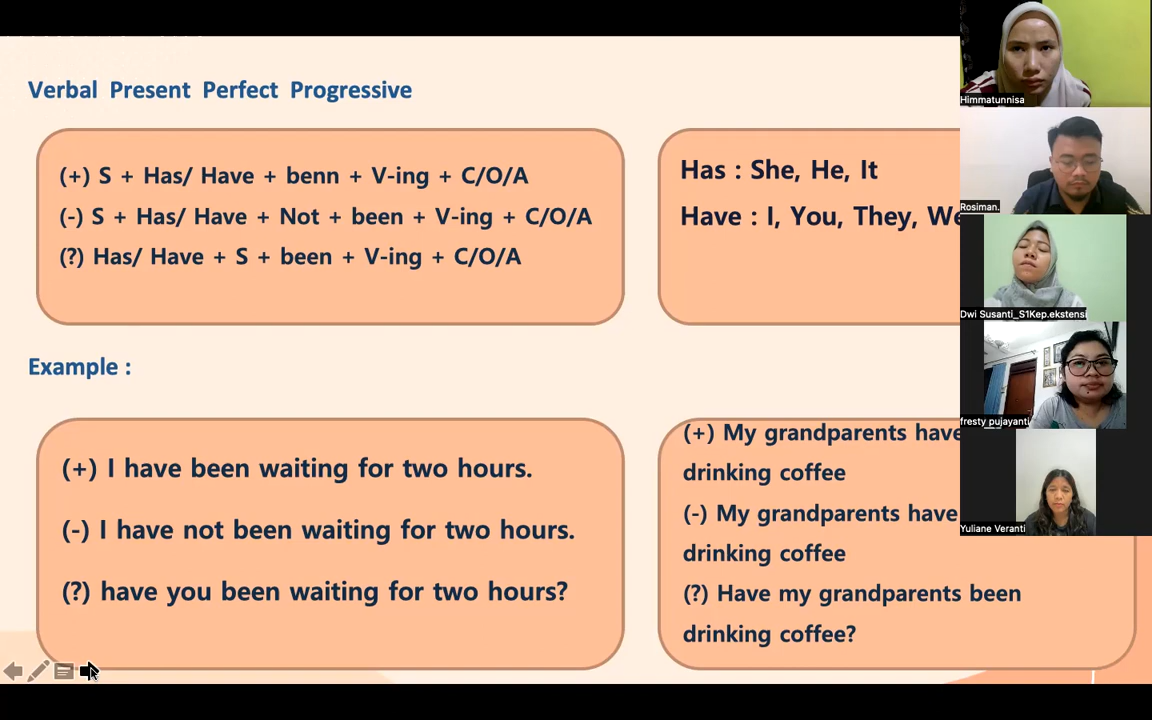 Verbal Present Perfect Progressive
(+) S + Has/ Have + benn + V-ing + C/O/A
(-) S + Has/ Have + Not + been + V-ing + C/O/A
(?) Has/ Have + S + been + V-ing + C/O/A
Has : She, He, It
Have : I, You, They, We
Example :
(+) I have been waiting for two hours.
(-) I have not been waiting for two hours.
(?) have you been waiting for two hours?
(+) My grandparents have
drinking coffee
(-) My grandparents have
drinking coffee
(?) Have my grandparents been
drinking coffee?
Himmatunnisa
Rosiman.
Dwi Susanti_S1Kep.ekstensi
fresty pujayanti
Yuliane Veranti